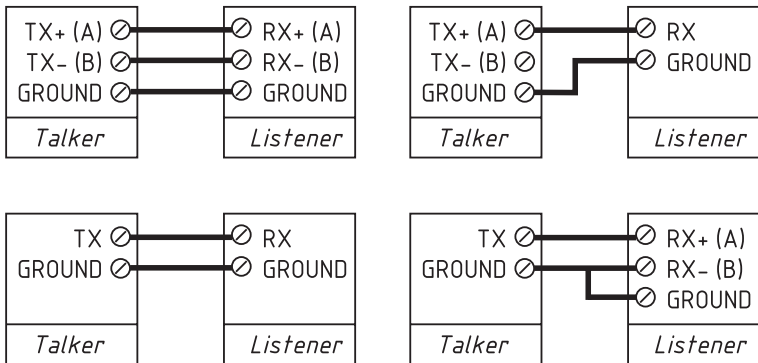 TX+ (A)
TX- (B)
GROUND
Talker
RX+ (A)
RX- (B)
GROUND
Listener
TX+ (A)
TX- (B)
GROUND
Talker
RX
GROUND
Listener
TX
GROUND
Talker
RX
GROUND
Listener
TX
GROUND
Talker
RX+ (A)
RX- (B)
GROUND
Listener